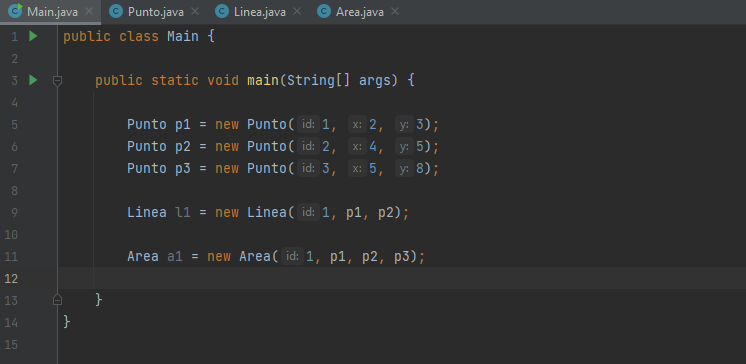 Main.java × Punto.java × Linea.java × Area.java ×
1 public class Main {
2
3 public static void main(String[] args) {
4
5 Punto p1 = new Punto( id: 1, x: 2, y: 3);
6 Punto p2 = new Punto( id: 2, x: 4, y: 5);
7 Punto p3 = new Punto( id: 3, x: 5, y: 8);
8
9 Linea l1 = new Linea( id: 1, p1, p2);
10
11 Area a1 = new Area( id: 1, p1, p2, p3);
12
13 }
14 }
15